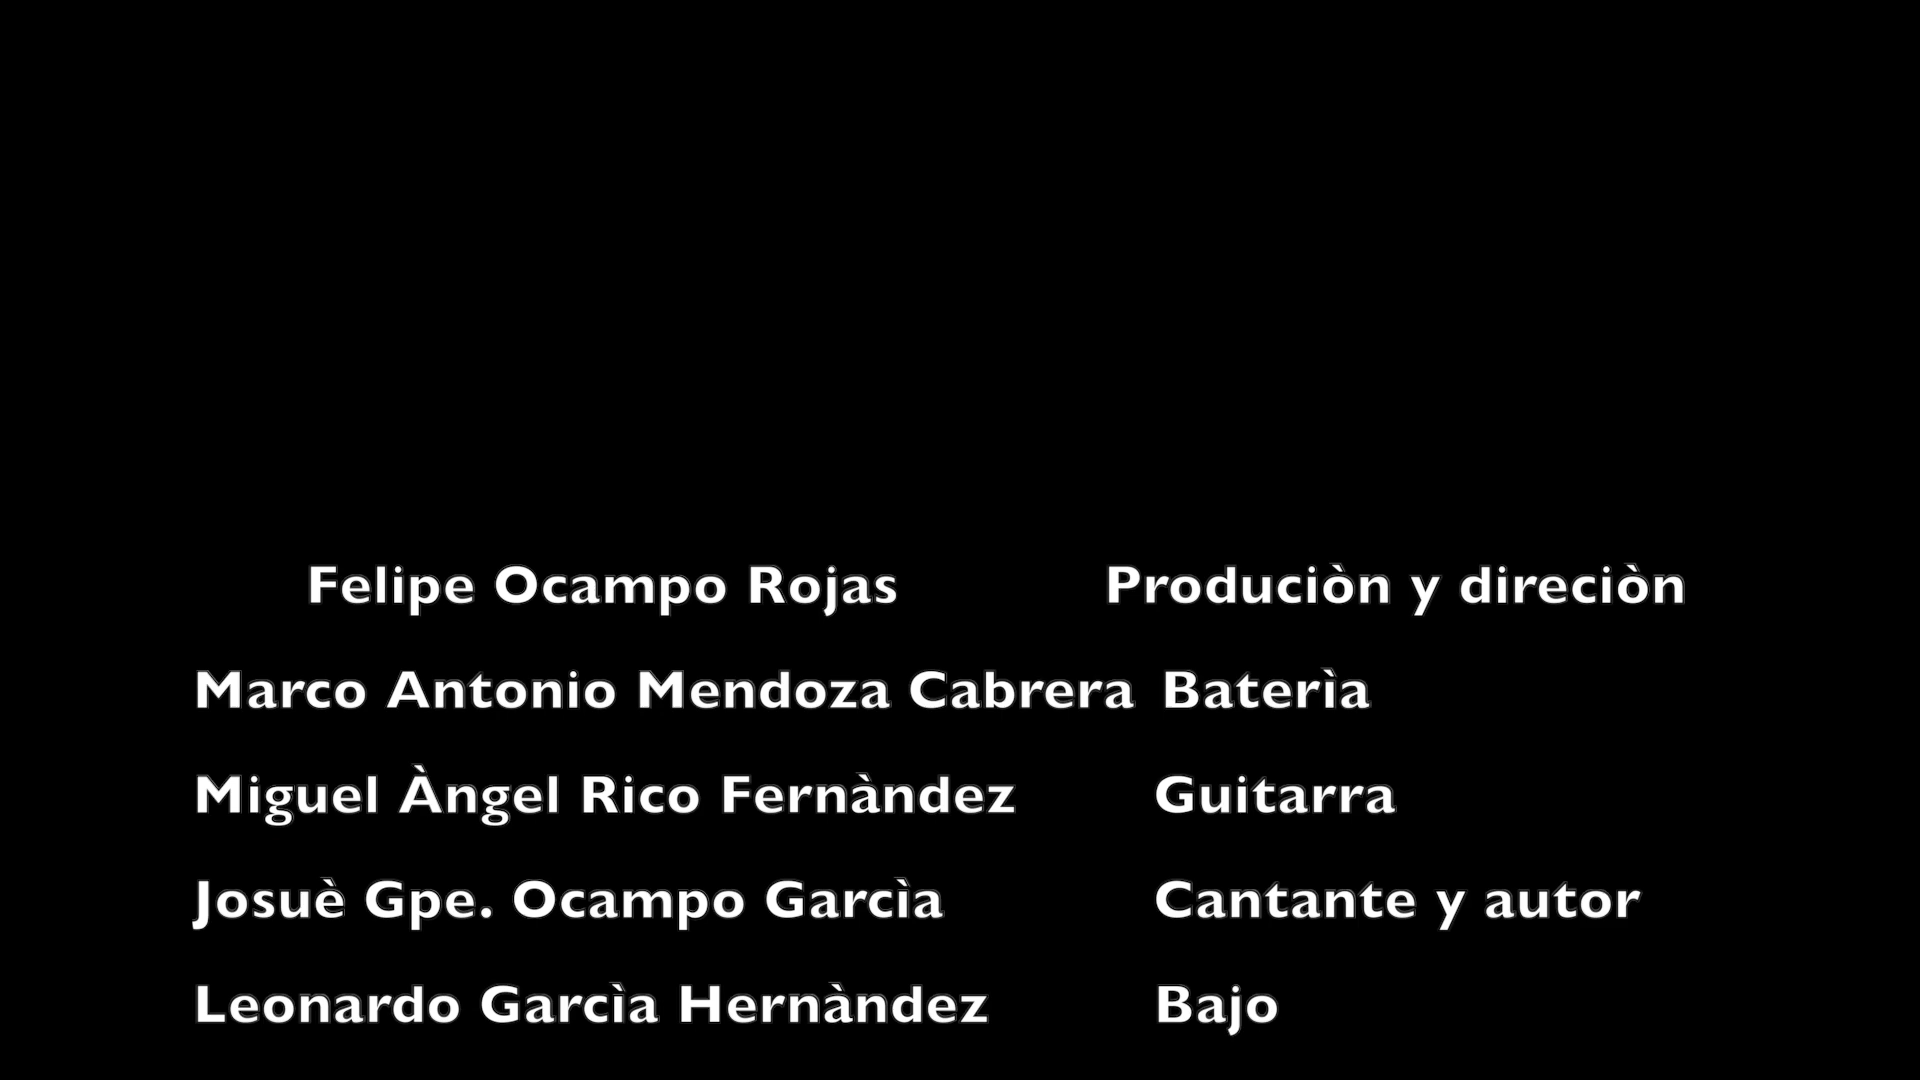 Felipe Ocampo Rojas Produciòn y direciòn
Marco Antonio Mendoza Cabrera Baterìa
Miguel Àngel Rico Fernàndez Guitarra
Josuè Gpe. Ocampo Garcìa Cantante y autor
Leonardo Garcìa Hernàndez Bajo